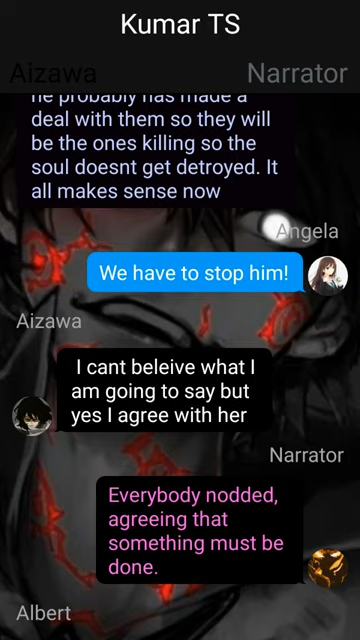 Kumar TS
Aizawa
Narrator
he probably has made a
deal with them so they will
be the ones killing so the
soul doesnt get detroyed. It
all makes sense now
Angela
We have to stop him!
Aizawa
I cant beleive what I
am going to say but
yes I agree with her
Narrator
Everybody nodded,
agreeing that
something must be
done.
Albert